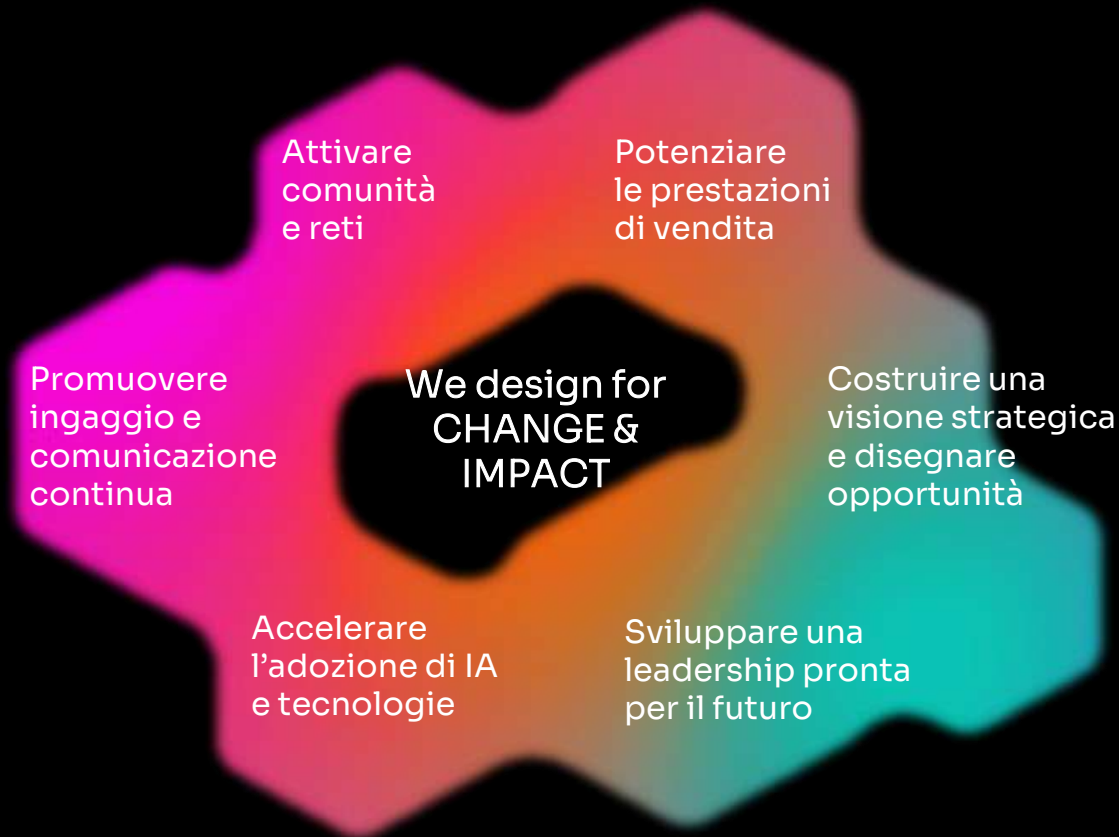 Attivare
comunità
e reti
Potenziare
le prestazioni
di vendita
Promuovere
ingaggio e
comunicazione
continua
We design for
CHANGE &
IMPACT
Costruire una
visione strategica
e disegnare
opportunità
Accelerare
l’adozione di IA
e tecnologie
Sviluppare una
leadership pronta
per il futuro